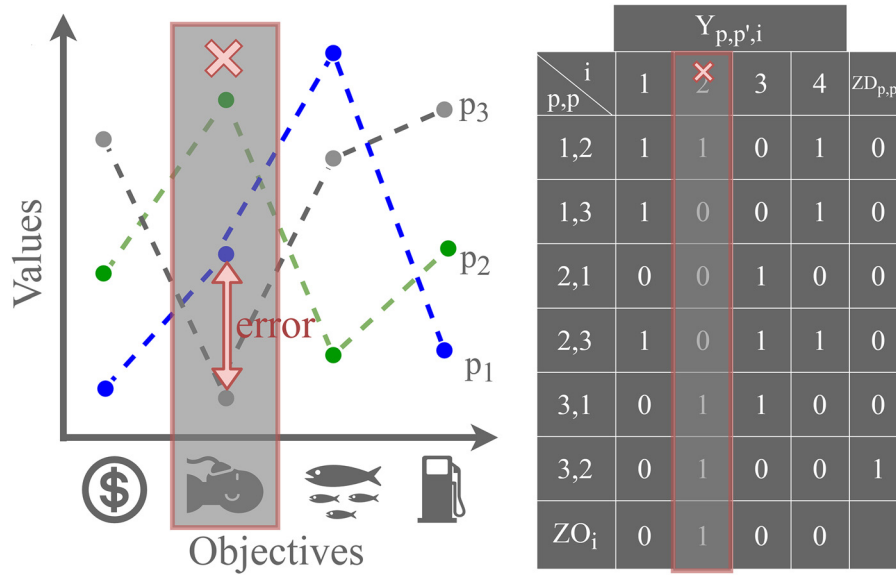 Values
p3
p2
error
p1
$
Objectives
Yp,p',i
i
p,p 1 2 3 4 ZDp,p
1,2 1 1 0 1 0
1,3 1 0 0 1 0
2,1 0 0 1 0 0
2,3 1 0 1 1 0
3,1 0 1 1 0 0
3,2 0 1 0 0 1
ZOi 0 1 0 0